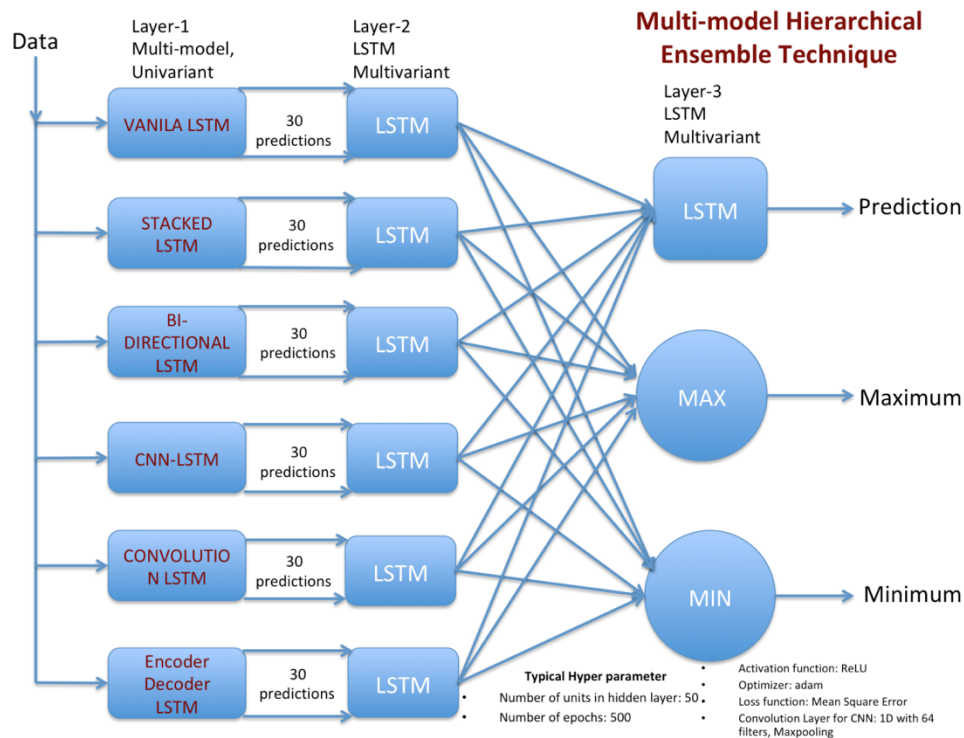 Multi-model Hierarchical
Ensemble Technique
Data
Layer-1
Multi-model,
Univariant
Layer-2
LSTM
Multivariant
Layer-3
LSTM
Multivariant
VANILA LSTM
30
predictions
LSTM
STACKED
LSTM
30
predictions
LSTM
BI-
DIRECTIONAL
LSTM
30
predictions
LSTM
CNN-LSTM
30
predictions
LSTM
CONVOLUTIO
N LSTM
30
predictions
LSTM
Encoder
Decoder
LSTM
30
predictions
LSTM
LSTM
Prediction
MAX
Maximum
MIN
Minimum
Typical Hyper parameter
• Number of units in hidden layer: 50
• Number of epochs: 500
• Activation function: ReLU
• Optimizer: adam
• Loss function: Mean Square Error
• Convolution Layer for CNN: 1D with 64
filters, Maxpooling